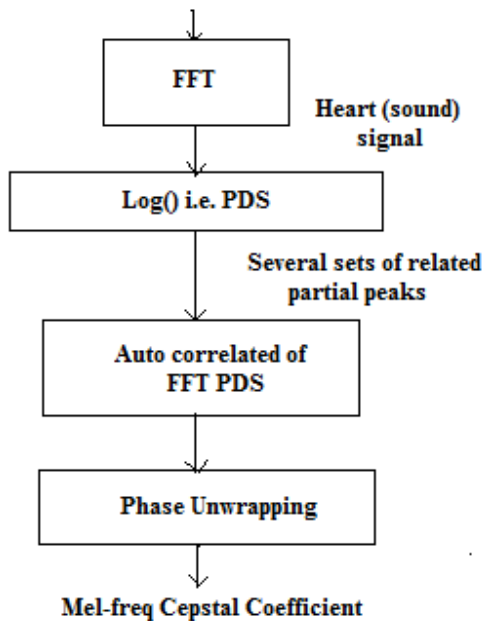 FFT
Heart (sound)
signal
Log() i.e. PDS
Several sets of related
partial peaks
Auto correlated of
FFT PDS
Phase Unwrapping
Mel-freq Cepstal Coefficient